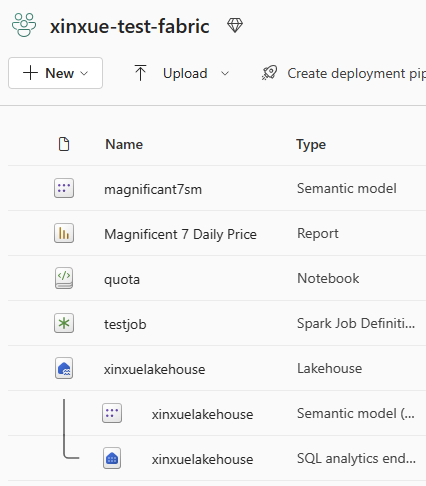 xinxue-test-fabric
New Upload Create deployment pip
Name Type
magnificant7sm Semantic model
Magnificent 7 Daily Price Report
quota Notebook
testjob Spark Job Definiti...
xinxuelakehouse Lakehouse
xinxuelakehouse Semantic model (...
xinxuelakehouse SQL analytics end...